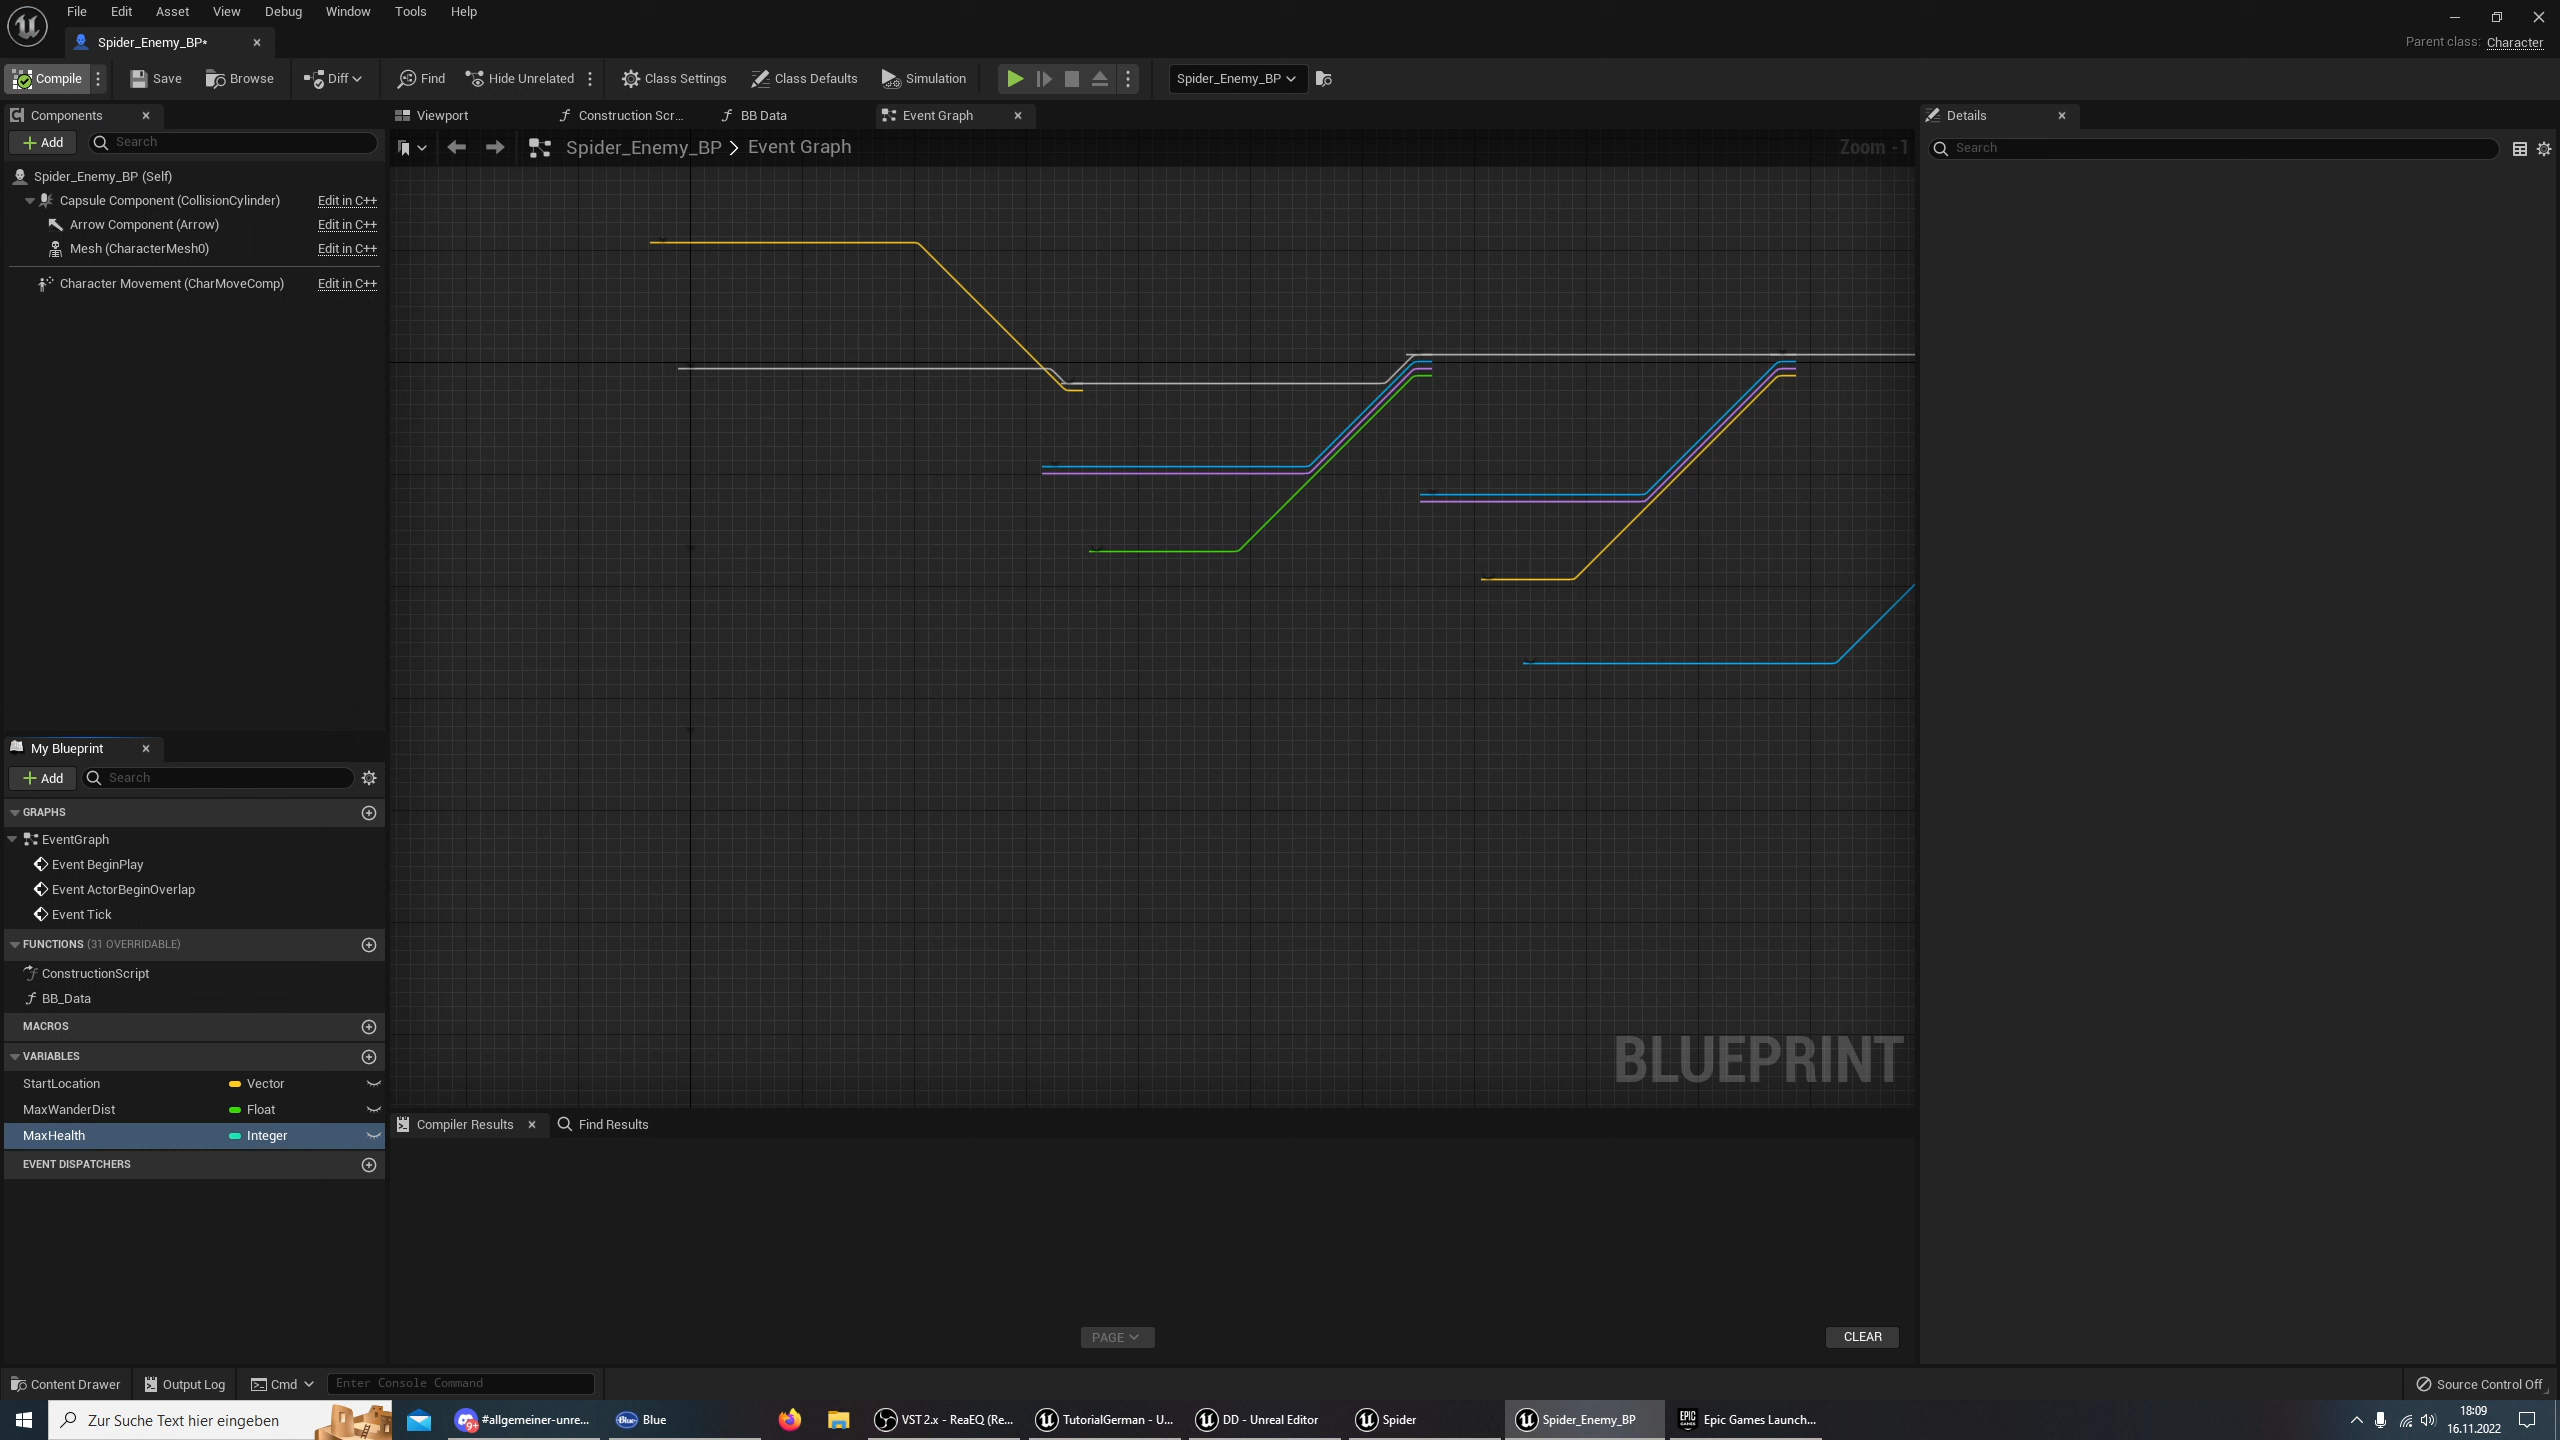 File Edit Asset View Debug Window Tools Help
Spider_Enemy_BP*
Parent class: Character
Compile Save Browse Diff Find Hide Unrelated Class Settings Class Defaults Simulation Spider_Enemy_BP
Components
Viewport Construction Scr... BB Data Event Graph
Details
Add Search
Spider_Enemy_BP > Event Graph
Zoom -1
Search
Spider_Enemy_BP (Self)
Capsule Component (CollisionCylinder) Edit in C++
Arrow Component (Arrow) Edit in C++
Mesh (CharacterMesh0) Edit in C++
Character Movement (CharMoveComp) Edit in C++
My Blueprint
Add Search
GRAPHS
EventGraph
Event BeginPlay
Event ActorBeginOverlap
Event Tick
FUNCTIONS (31 OVERRIDABLE)
ConstructionScript
BB_Data
MACROS
VARIABLES
StartLocation Vector
MaxWanderDist Float
MaxHealth Integer
EVENT DISPATCHERS
BLUEPRINT
Compiler Results Find Results
PAGE
CLEAR
Content Drawer Output Log Cmd Enter Console Command
Source Control Off
Zur Suche Text hier eingeben
9+ #allgemeiner-unre... Blue Blue VST 2.x - ReaEQ (Re... TutorialGerman - U... DD - Unreal Editor Spider Spider_Enemy_BP EPIC GAMES Epic Games Launch...
18:09
16.11.2022